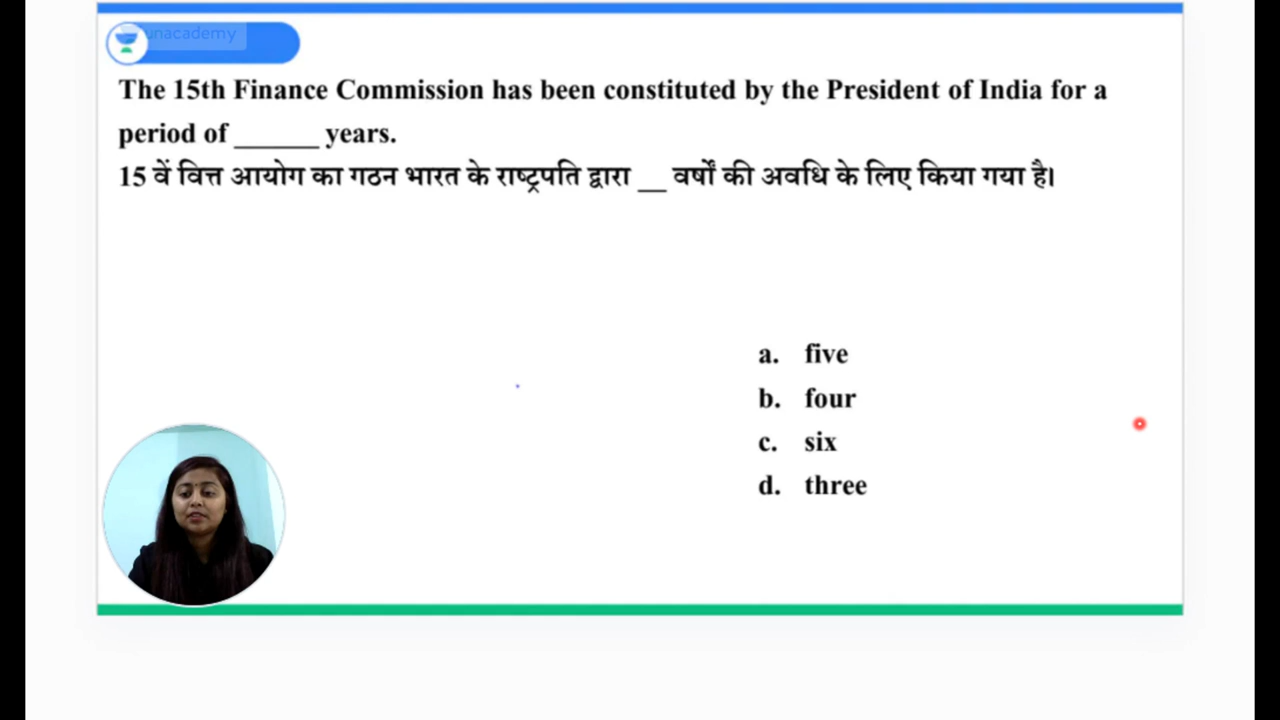 unacademy
The 15th Finance Commission has been constituted by the President of India for a
period of ______ years.
15 वें वित्त आयोग का गठन भारत के राष्ट्रपति द्वारा __ वर्षों की अवधि के लिए किया गया है।
a. five
b. four
c. six
d. three